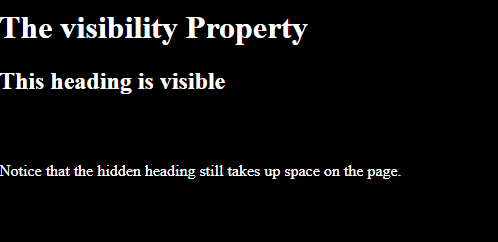 The visibility Property
This heading is visible
Notice that the hidden heading still takes up space on the page.